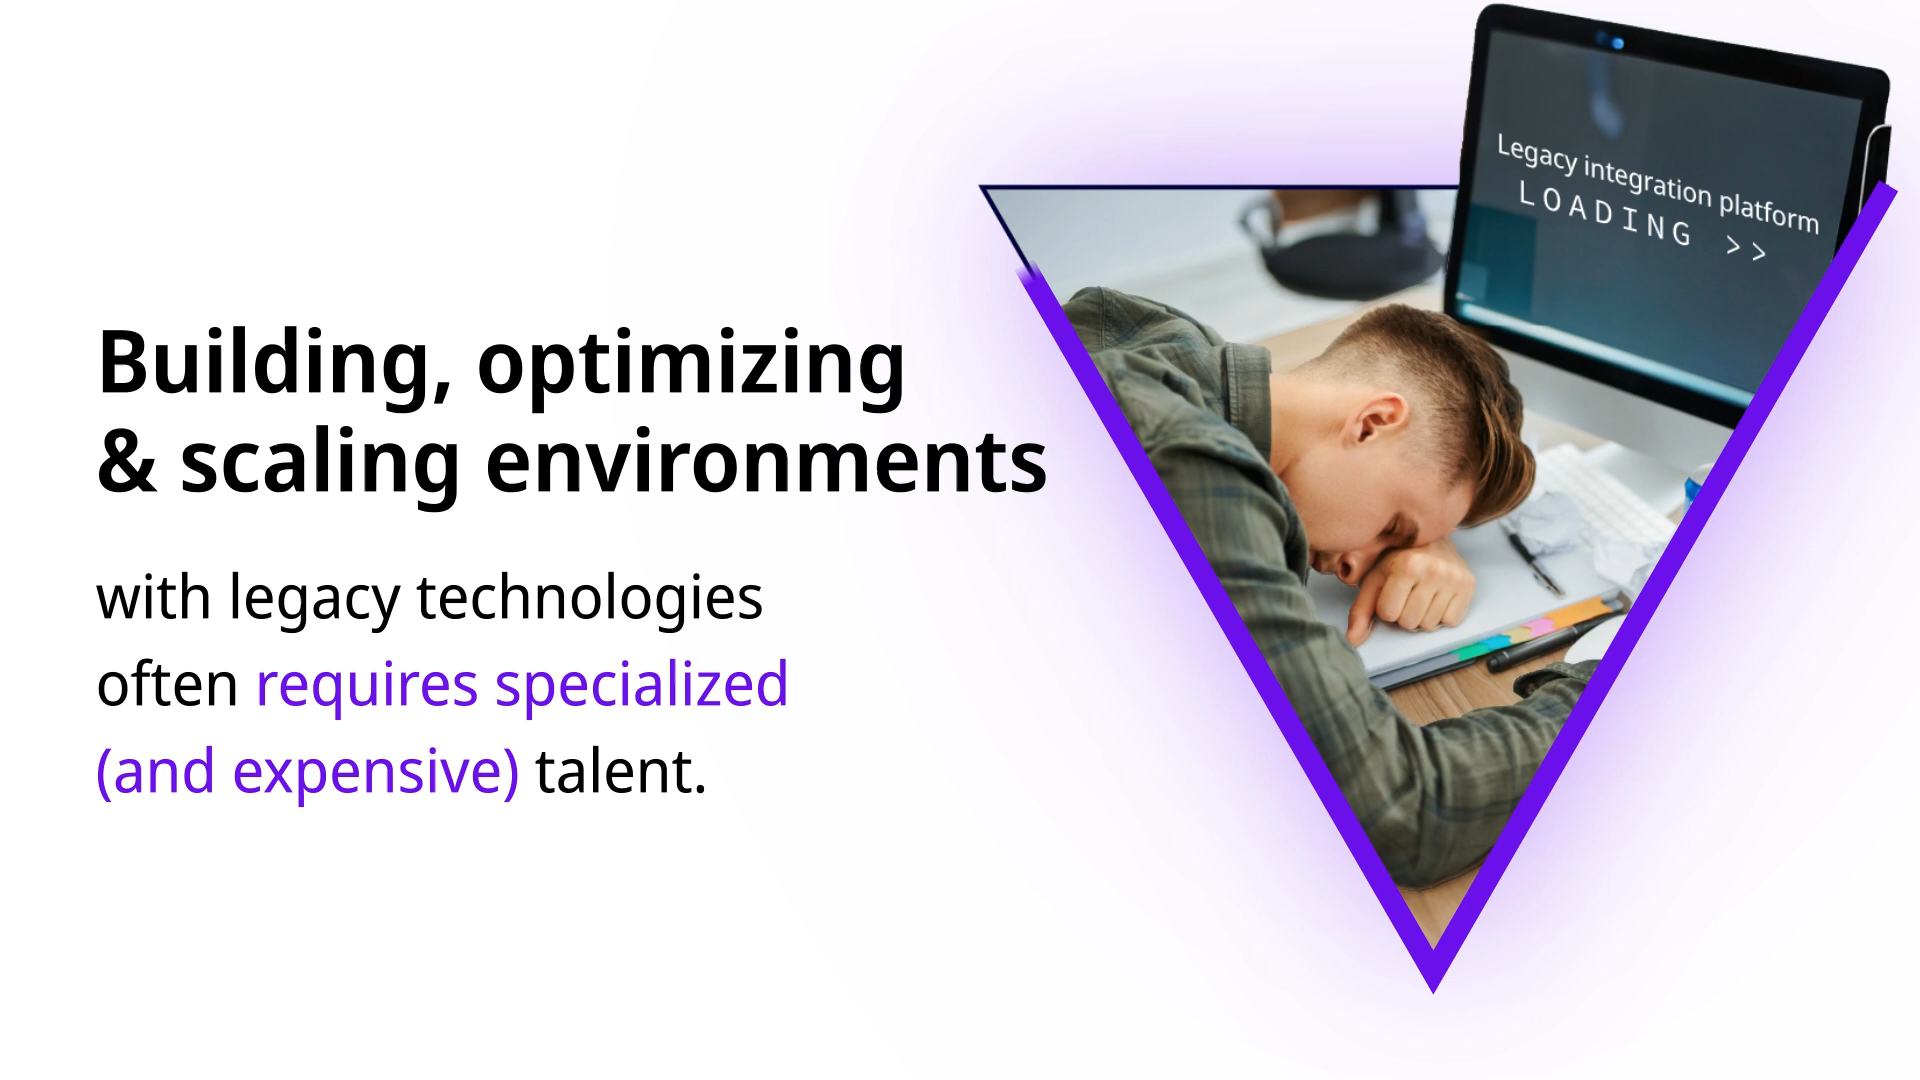 Building, optimizing
& scaling environments
with legacy technologies
often requires specialized
(and expensive) talent.
Legacy integration platform
LOADING >>